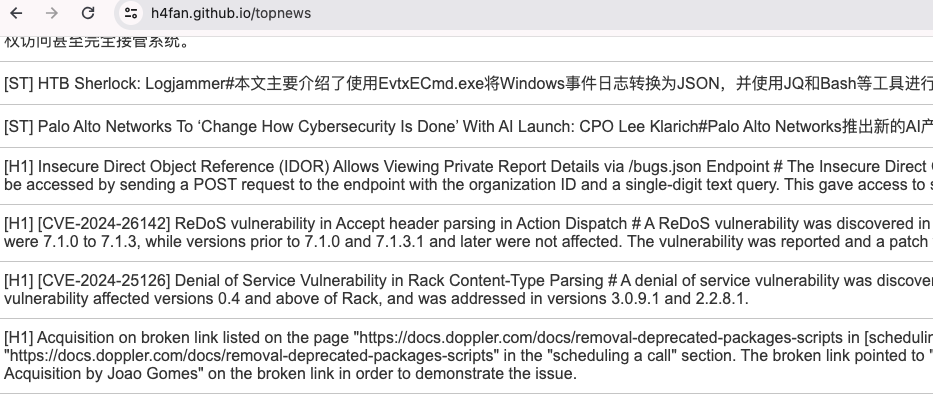 h4fan.github.io/topnews
权访问甚至完全接管系统。
[ST] HTB Sherlock: Logjammer#本文主要介绍了使用EvtxECmd.exe将Windows事件日志转换为JSON，并使用JQ和Bash等工具进行
[ST] Palo Alto Networks To ‘Change How Cybersecurity Is Done’ With AI Launch: CPO Lee Klarich#Palo Alto Networks推出新的AI产
[H1] Insecure Direct Object Reference (IDOR) Allows Viewing Private Report Details via /bugs.json Endpoint # The Insecure Direct
be accessed by sending a POST request to the endpoint with the organization ID and a single-digit text query. This gave access to
[H1] [CVE-2024-26142] ReDoS vulnerability in Accept header parsing in Action Dispatch # A ReDoS vulnerability was discovered in
were 7.1.0 to 7.1.3, while versions prior to 7.1.0 and 7.1.3.1 and later were not affected. The vulnerability was reported and a patch
[H1] [CVE-2024-25126] Denial of Service Vulnerability in Rack Content-Type Parsing # A denial of service vulnerability was discove
vulnerability affected versions 0.4 and above of Rack, and was addressed in versions 3.0.9.1 and 2.2.8.1.
[H1] Acquisition on broken link listed on the page "https://docs.doppler.com/docs/removal-deprecated-packages-scripts in [schedulin
"https://docs.doppler.com/docs/removal-deprecated-packages-scripts" in the "scheduling a call" section. The broken link pointed to "
Acquisition by Joao Gomes" on the broken link in order to demonstrate the issue.